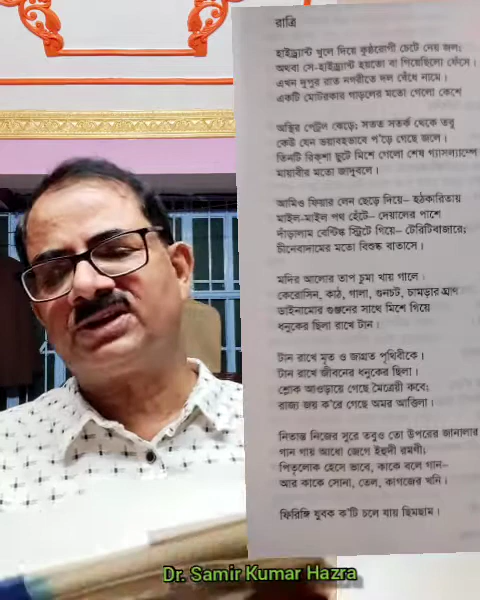 রাত্রি
হাইড্র্যান্ট খুলে দিয়ে কুষ্ঠরোগী চেটে নেয় জল;
অথবা সে-হাইড্র্যান্ট হয়তো বা গিয়েছিলো ফেঁসে।
এখন দুপুর রাত নগরীতে দল বেঁধে নামে।
একটি মোটরকার গাড়লের মতো গেলো কেশে
অস্থির পেট্রল ঝেড়ে; সতত সতর্ক থেকে তবু
কেউ যেন ভয়াবহভাবে প'ড়ে গেছে জলে।
তিনটি রিক্‌শা ছুটে মিশে গেলো শেষ গ্যাসল্যাম্পে
মায়াবীর মতো জাদুবলে।
আমিও ফিয়ার লেন ছেড়ে দিয়ে– হঠকারিতায়
মাইল-মাইল পথ হেঁটে– দেয়ালের পাশে
দাঁড়ালাম বেন্টিঙ্ক স্ট্রিটে গিয়ে– টেরিটিবাজারে;
চীনেবাদামের মতো বিশুষ্ক বাতাসে।
মদির আলোর তাপ চুমা খায় গালে।
কেরোসিন, কাঠ, গালা, গুনচট, চামড়ার ঘ্রাণ
ডাইনামোর গুঞ্জনের সাথে মিশে গিয়ে
ধনুকের ছিলা রাখে টান।
টান রাখে মৃত ও জাগ্রত পৃথিবীকে।
টান রাখে জীবনের ধনুকের ছিলা।
শ্লোক আওড়ায়ে গেছে মৈত্রেয়ী কবে;
রাজ্য জয় ক'রে গেছে অমর আত্তিলা।
নিতান্ত নিজের সুরে তবুও তো উপরের জানালার
গান গায় আধো জেগে ইহুদী রমণী;
পিতৃলোক হেসে ভাবে, কাকে বলে গান–
আর কাকে সোনা, তেল, কাগজের খনি।
ফিরিঙ্গি যুবক ক'টি চলে যায় ছিমছাম।
Dr. Samir Kumar Hazra